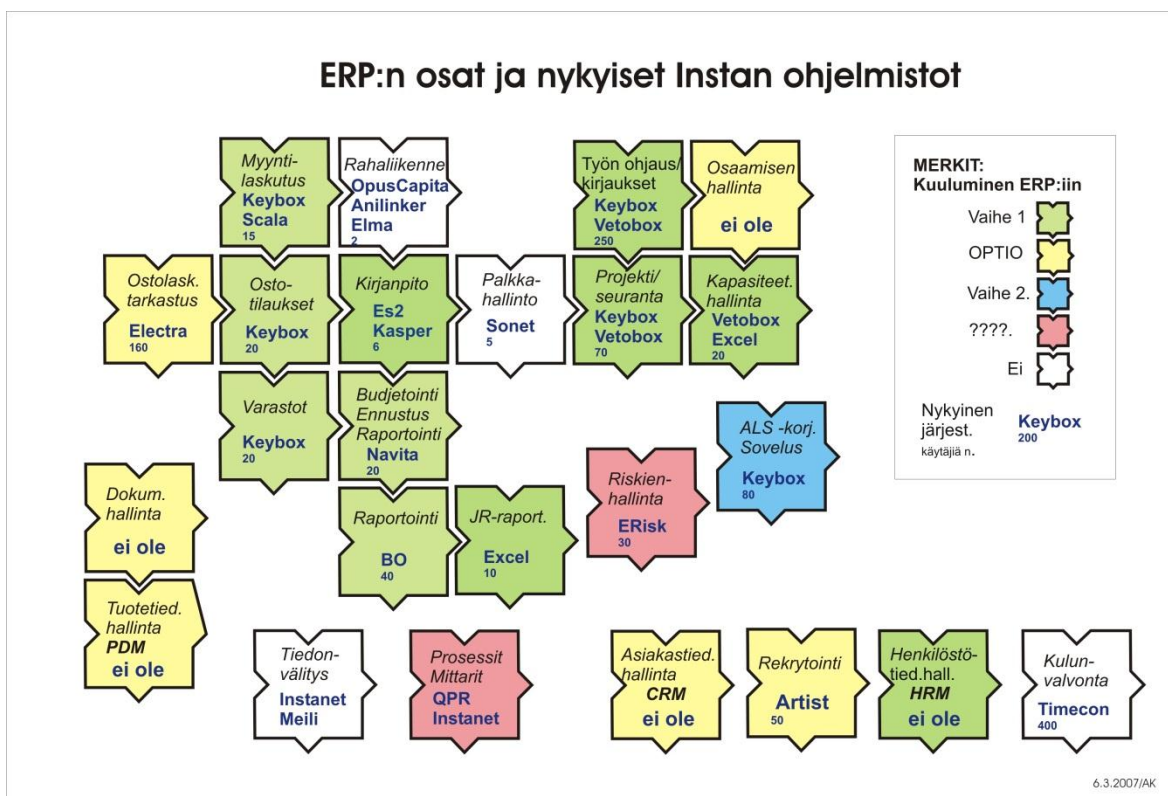 ERP:n osat ja nykyiset Instan ohjelmistot
Myynti-
laskutus
Keybox
Scala
15
Rahaliikenne
OpusCapita
Anilinker
Elma
2
Työn ohjaus/
kirjaukset
Keybox
Vetobox
250
Osaamisen
hallinta
ei ole
Ostolask.
tarkastus
Electra
160
Osto-
tilaukset
Keybox
20
Kirjanpito
Es2
Kasper
6
Palkka-
hallinto
Sonet
5
Projekti/
seuranta
Keybox
Vetobox
70
Kapasiteet.
hallinta
Vetobox
Excel
20
Varastot
Keybox
20
Budjetointi
Ennustus
Raportointi
Navita
20
ALS -korj.
Sovelus
Keybox
80
Dokum.
hallinta
ei ole
Raportointi
BO
40
JR-raport.
Excel
10
Riskien-
hallinta
ERisk
30
Tuotetied.
hallinta
PDM
ei ole
Tiedon-
välitys
Instanet
Meili
Prosessit
Mittarit
QPR
Instanet
Asiakastied.
hallinta
CRM
ei ole
Rekrytointi
Artist
50
Henkilöstö-
tied.hall.
HRM
ei ole
Kulun-
valvonta
Timecon
400
MERKIT:
Kuuluminen ERP:iin
Vaihe 1
OPTIO
Vaihe 2.
????.
Ei
Nykyinen
järjest.
käytäjiä n.
Keybox
200
6.3.2007/AK